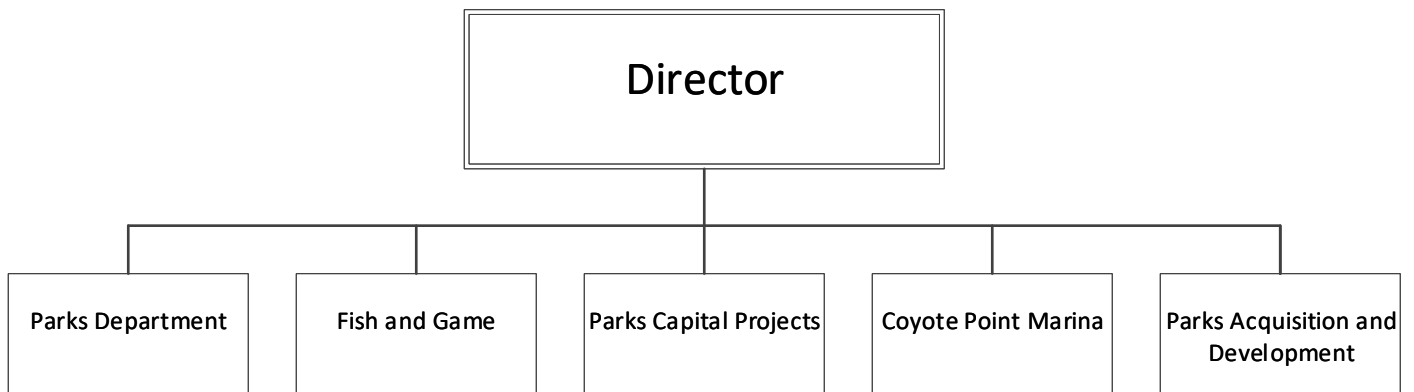 Director
Parks Department
Fish and Game
Parks Capital Projects
Coyote Point Marina
Parks Acquisition and
Development